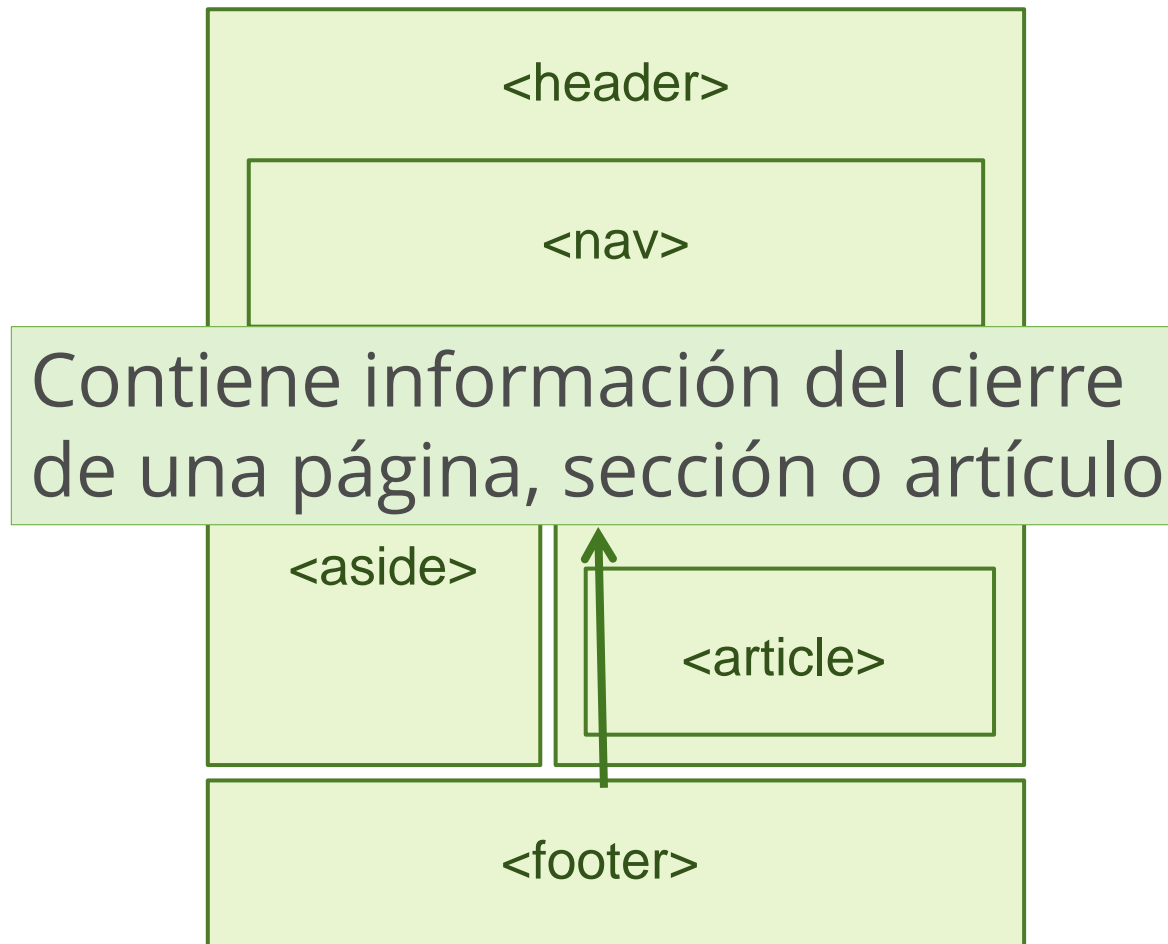 <header>
<nav>
Contiene información del cierre
de una página, sección o artículo
<aside>
<article>
<footer>